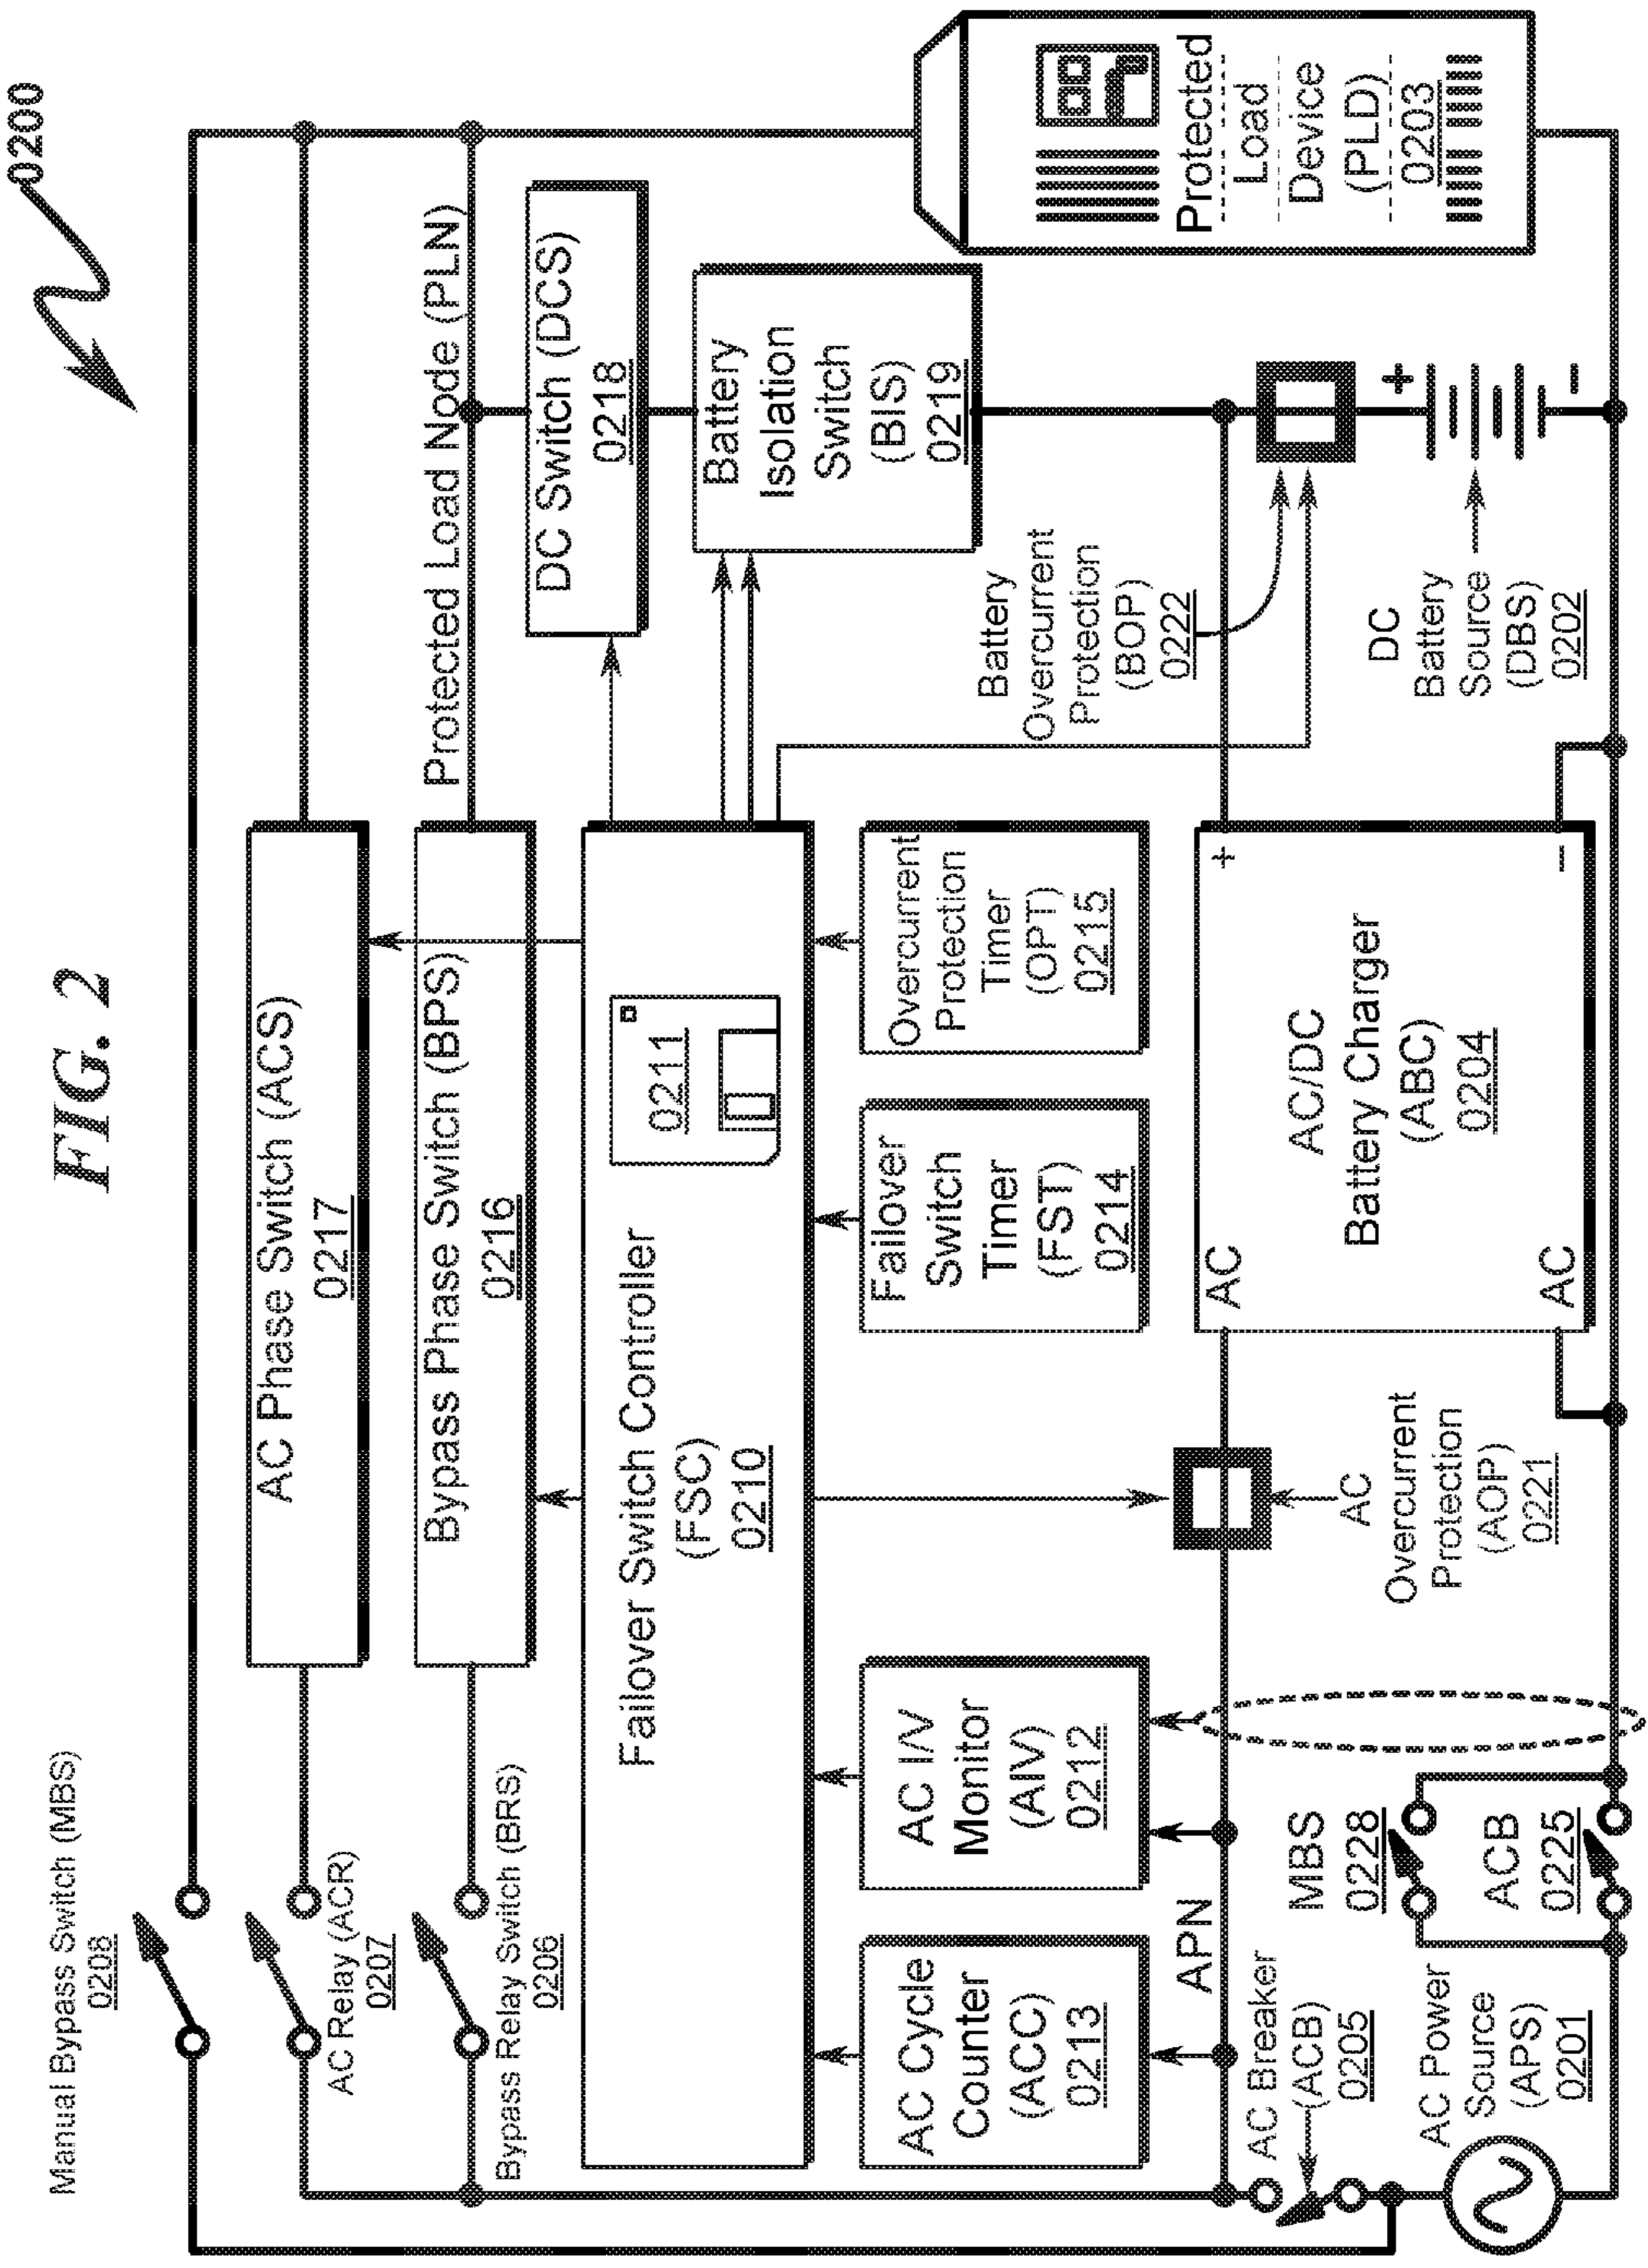 FIG. 2
0200
Manual Bypass Switch (MBS)
0208
AC Phase Switch (ACS)
0217
AC Relay (ACR)
0207
Protected Load Node (PLN)
Bypass Phase Switch (BPS)
0216
Bypass Relay Switch (BRS)
0206
DC Switch (DCS)
0218
Failover Switch Controller
(FSC)
0210
0211
Battery
Isolation
Switch
(BIS)
0219
AC Cycle
Counter
(ACC)
0213
AC I/V
Monitor
(AIV)
0212
Failover
Switch
Timer
(FST)
0214
Overcurrent
Protection
Timer
(OPT)
0215
Battery
Overcurrent
Protection
(BOP)
0222
Protected
Load
Device
(PLD)
0203
APN
AC
AC
+
−
AC/DC
Battery Charger
(ABC)
0204
AC Breaker
(ACB)
0205
MBS
0228
ACB
0225
AC
Overcurrent
Protection
(AOP)
0221
DC
Battery
Source
(DBS)
0202
+
−
AC Power
Source
(APS)
0201